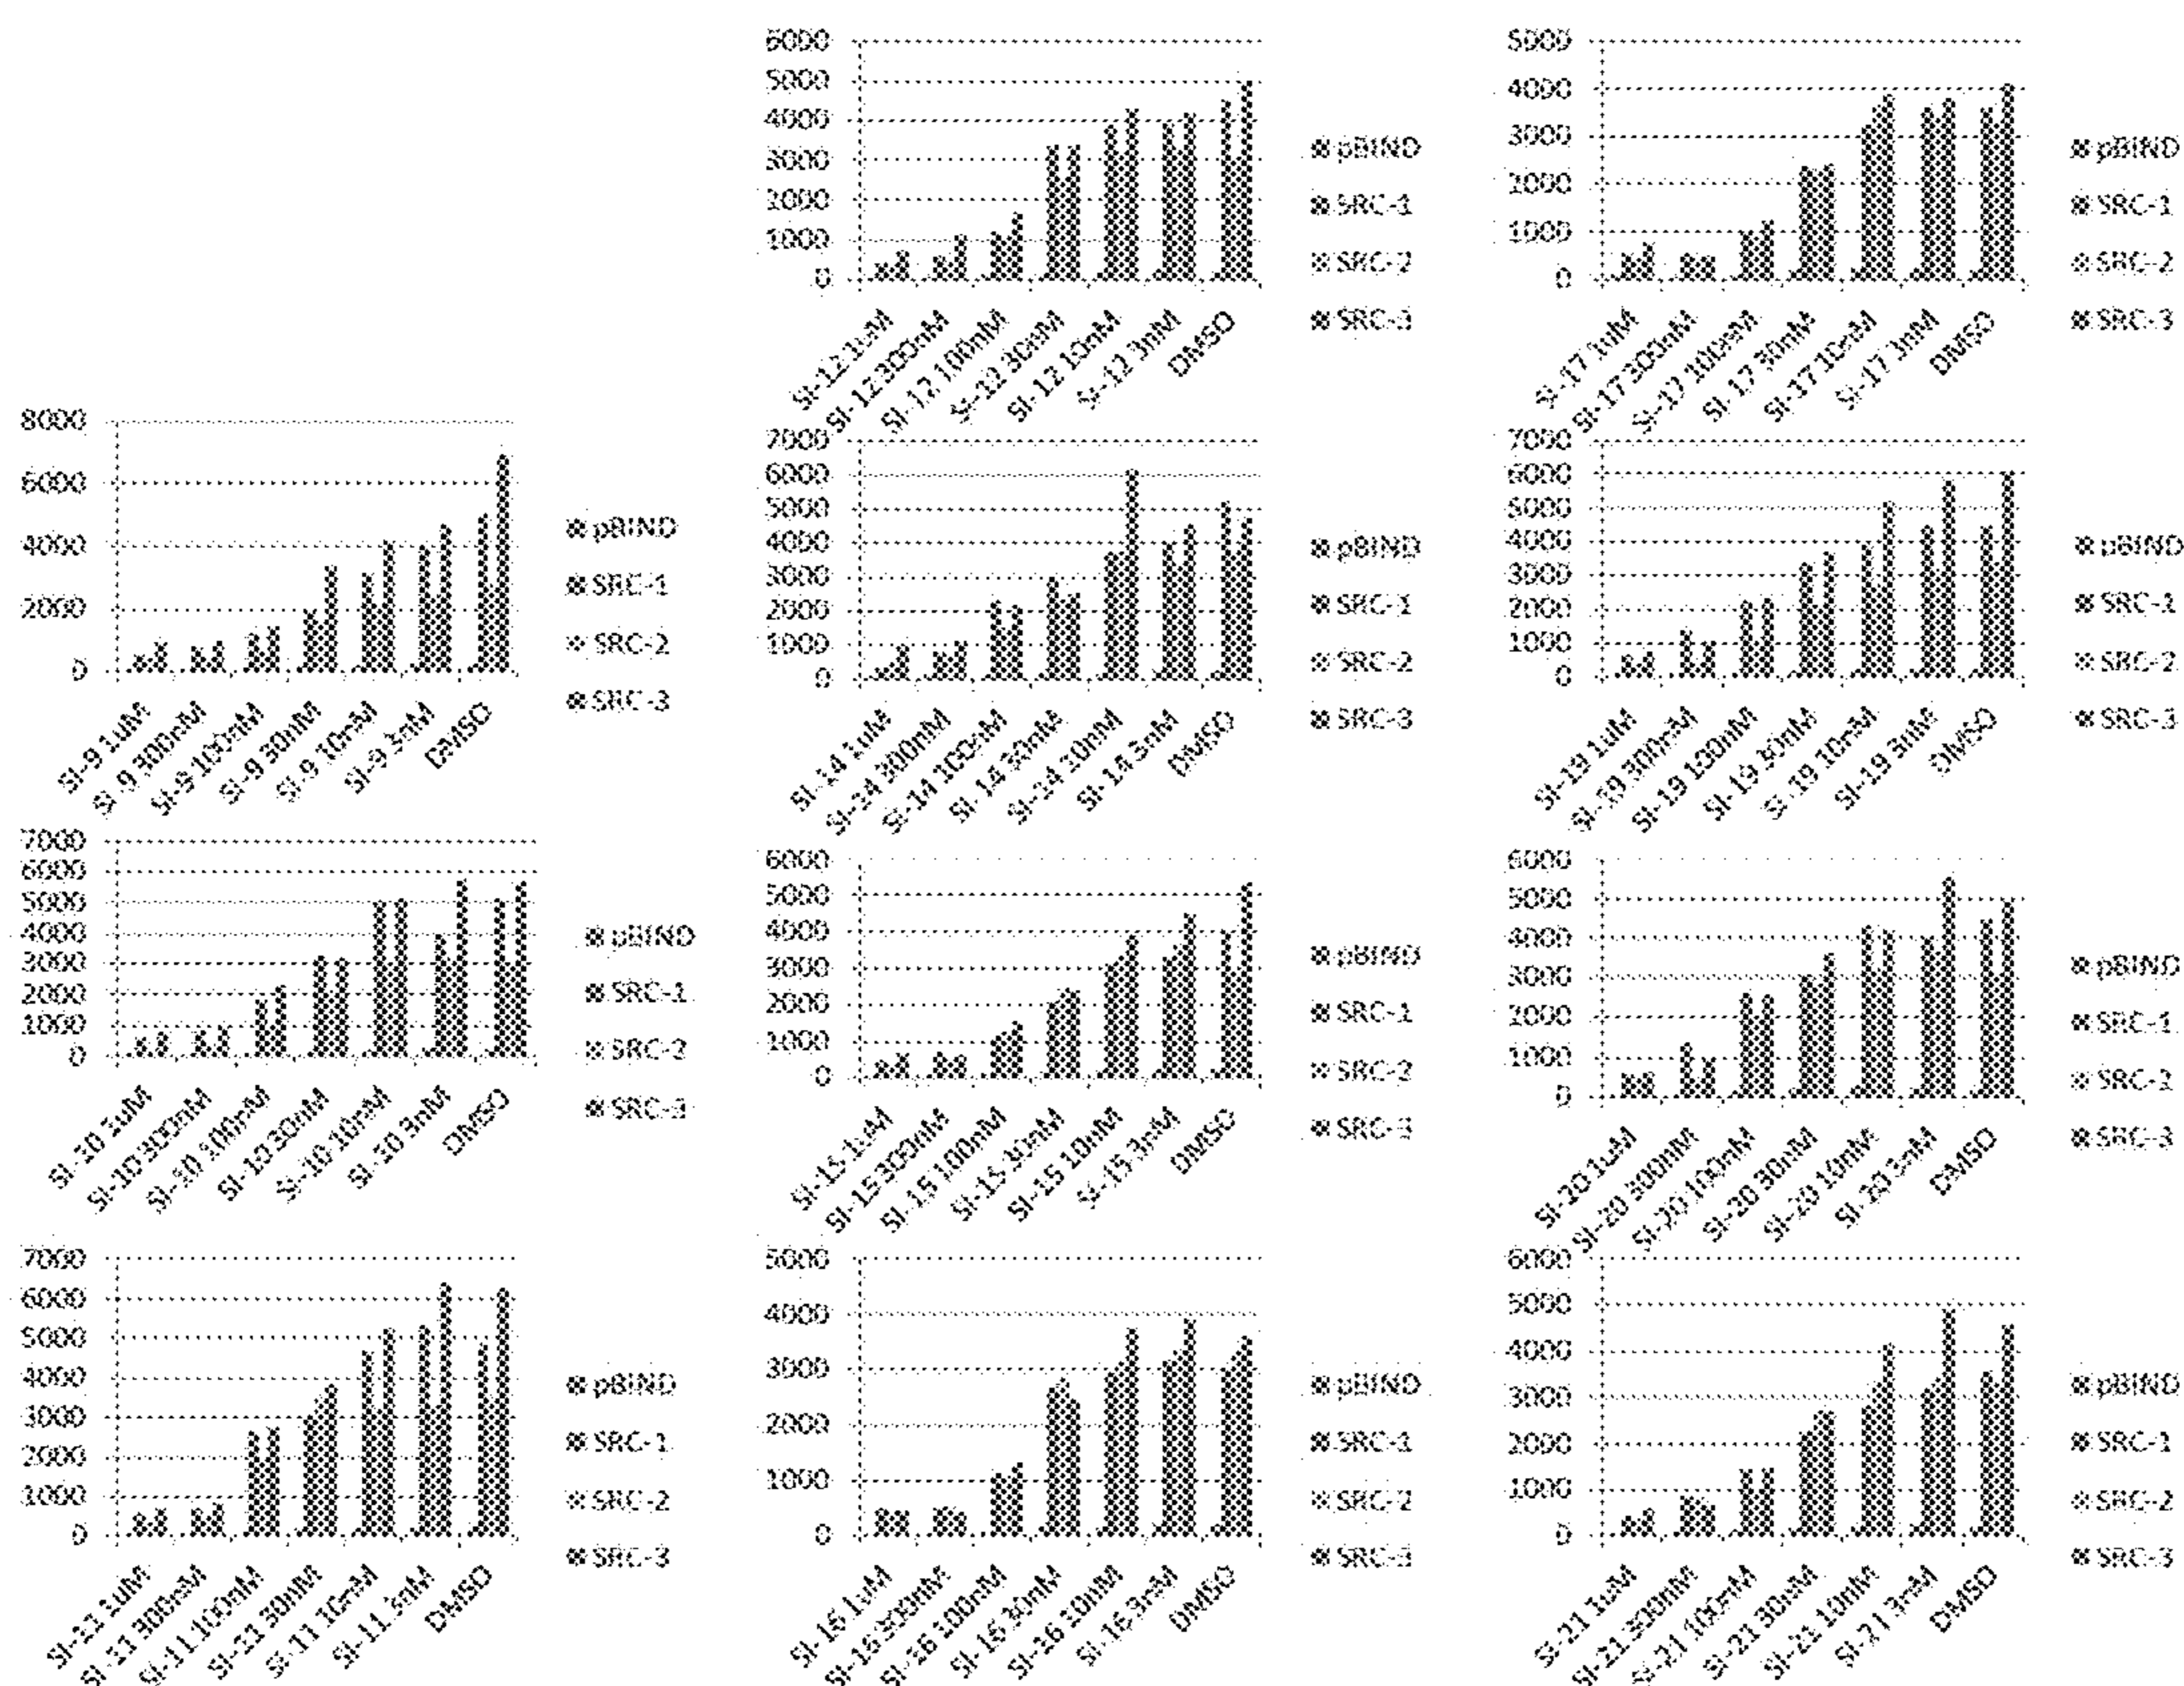 6000
5000
4000
3000
2000
1000
0
SI-12 1uM
SI-12 300nM
SI-12 100nM
SI-12 30nM
SI-12 10nM
SI-12 3nM
DMSO
pBIND
SRC-1
SRC-2
SRC-3
5000
4000
3000
2000
1000
0
SI-17 1uM
SI-17 300nM
SI-17 100nM
SI-17 30nM
SI-17 10nM
SI-17 3nM
DMSO
pBIND
SRC-1
SRC-2
SRC-3
8000
6000
4000
2000
0
SI-9 1uM
SI-9 300nM
SI-9 100nM
SI-9 30nM
SI-9 10nM
SI-9 3nM
DMSO
pBIND
SRC-1
SRC-2
SRC-3
7000
6000
5000
4000
3000
2000
1000
0
SI-14 1uM
SI-14 300nM
SI-14 100nM
SI-14 30nM
SI-14 10nM
SI-14 3nM
DMSO
pBIND
SRC-1
SRC-2
SRC-3
7000
6000
5000
4000
3000
2000
1000
0
SI-19 1uM
SI-19 300nM
SI-19 100nM
SI-19 30nM
SI-19 10nM
SI-19 3nM
DMSO
pBIND
SRC-1
SRC-2
SRC-3
7000
6000
5000
4000
3000
2000
1000
0
SI-10 1uM
SI-10 300nM
SI-10 100nM
SI-10 30nM
SI-10 10nM
SI-10 3nM
DMSO
pBIND
SRC-1
SRC-2
SRC-3
6000
5000
4000
3000
2000
1000
0
SI-15 1uM
SI-15 300nM
SI-15 100nM
SI-15 30nM
SI-15 10nM
SI-15 3nM
DMSO
pBIND
SRC-1
SRC-2
SRC-3
6000
5000
4000
3000
2000
1000
0
SI-20 1uM
SI-20 300nM
SI-20 100nM
SI-20 30nM
SI-20 10nM
SI-20 3nM
DMSO
pBIND
SRC-1
SRC-2
SRC-3
7000
6000
5000
4000
3000
2000
1000
0
SI-11 1uM
SI-11 300nM
SI-11 100nM
SI-11 30nM
SI-11 10nM
SI-11 3nM
DMSO
pBIND
SRC-1
SRC-2
SRC-3
5000
4000
3000
2000
1000
0
SI-16 1uM
SI-16 300nM
SI-16 100nM
SI-16 30nM
SI-16 10nM
SI-16 3nM
DMSO
pBIND
SRC-1
SRC-2
SRC-3
6000
5000
4000
3000
2000
1000
0
SI-21 1uM
SI-21 300nM
SI-21 100nM
SI-21 30nM
SI-21 10nM
SI-21 3nM
DMSO
pBIND
SRC-1
SRC-2
SRC-3